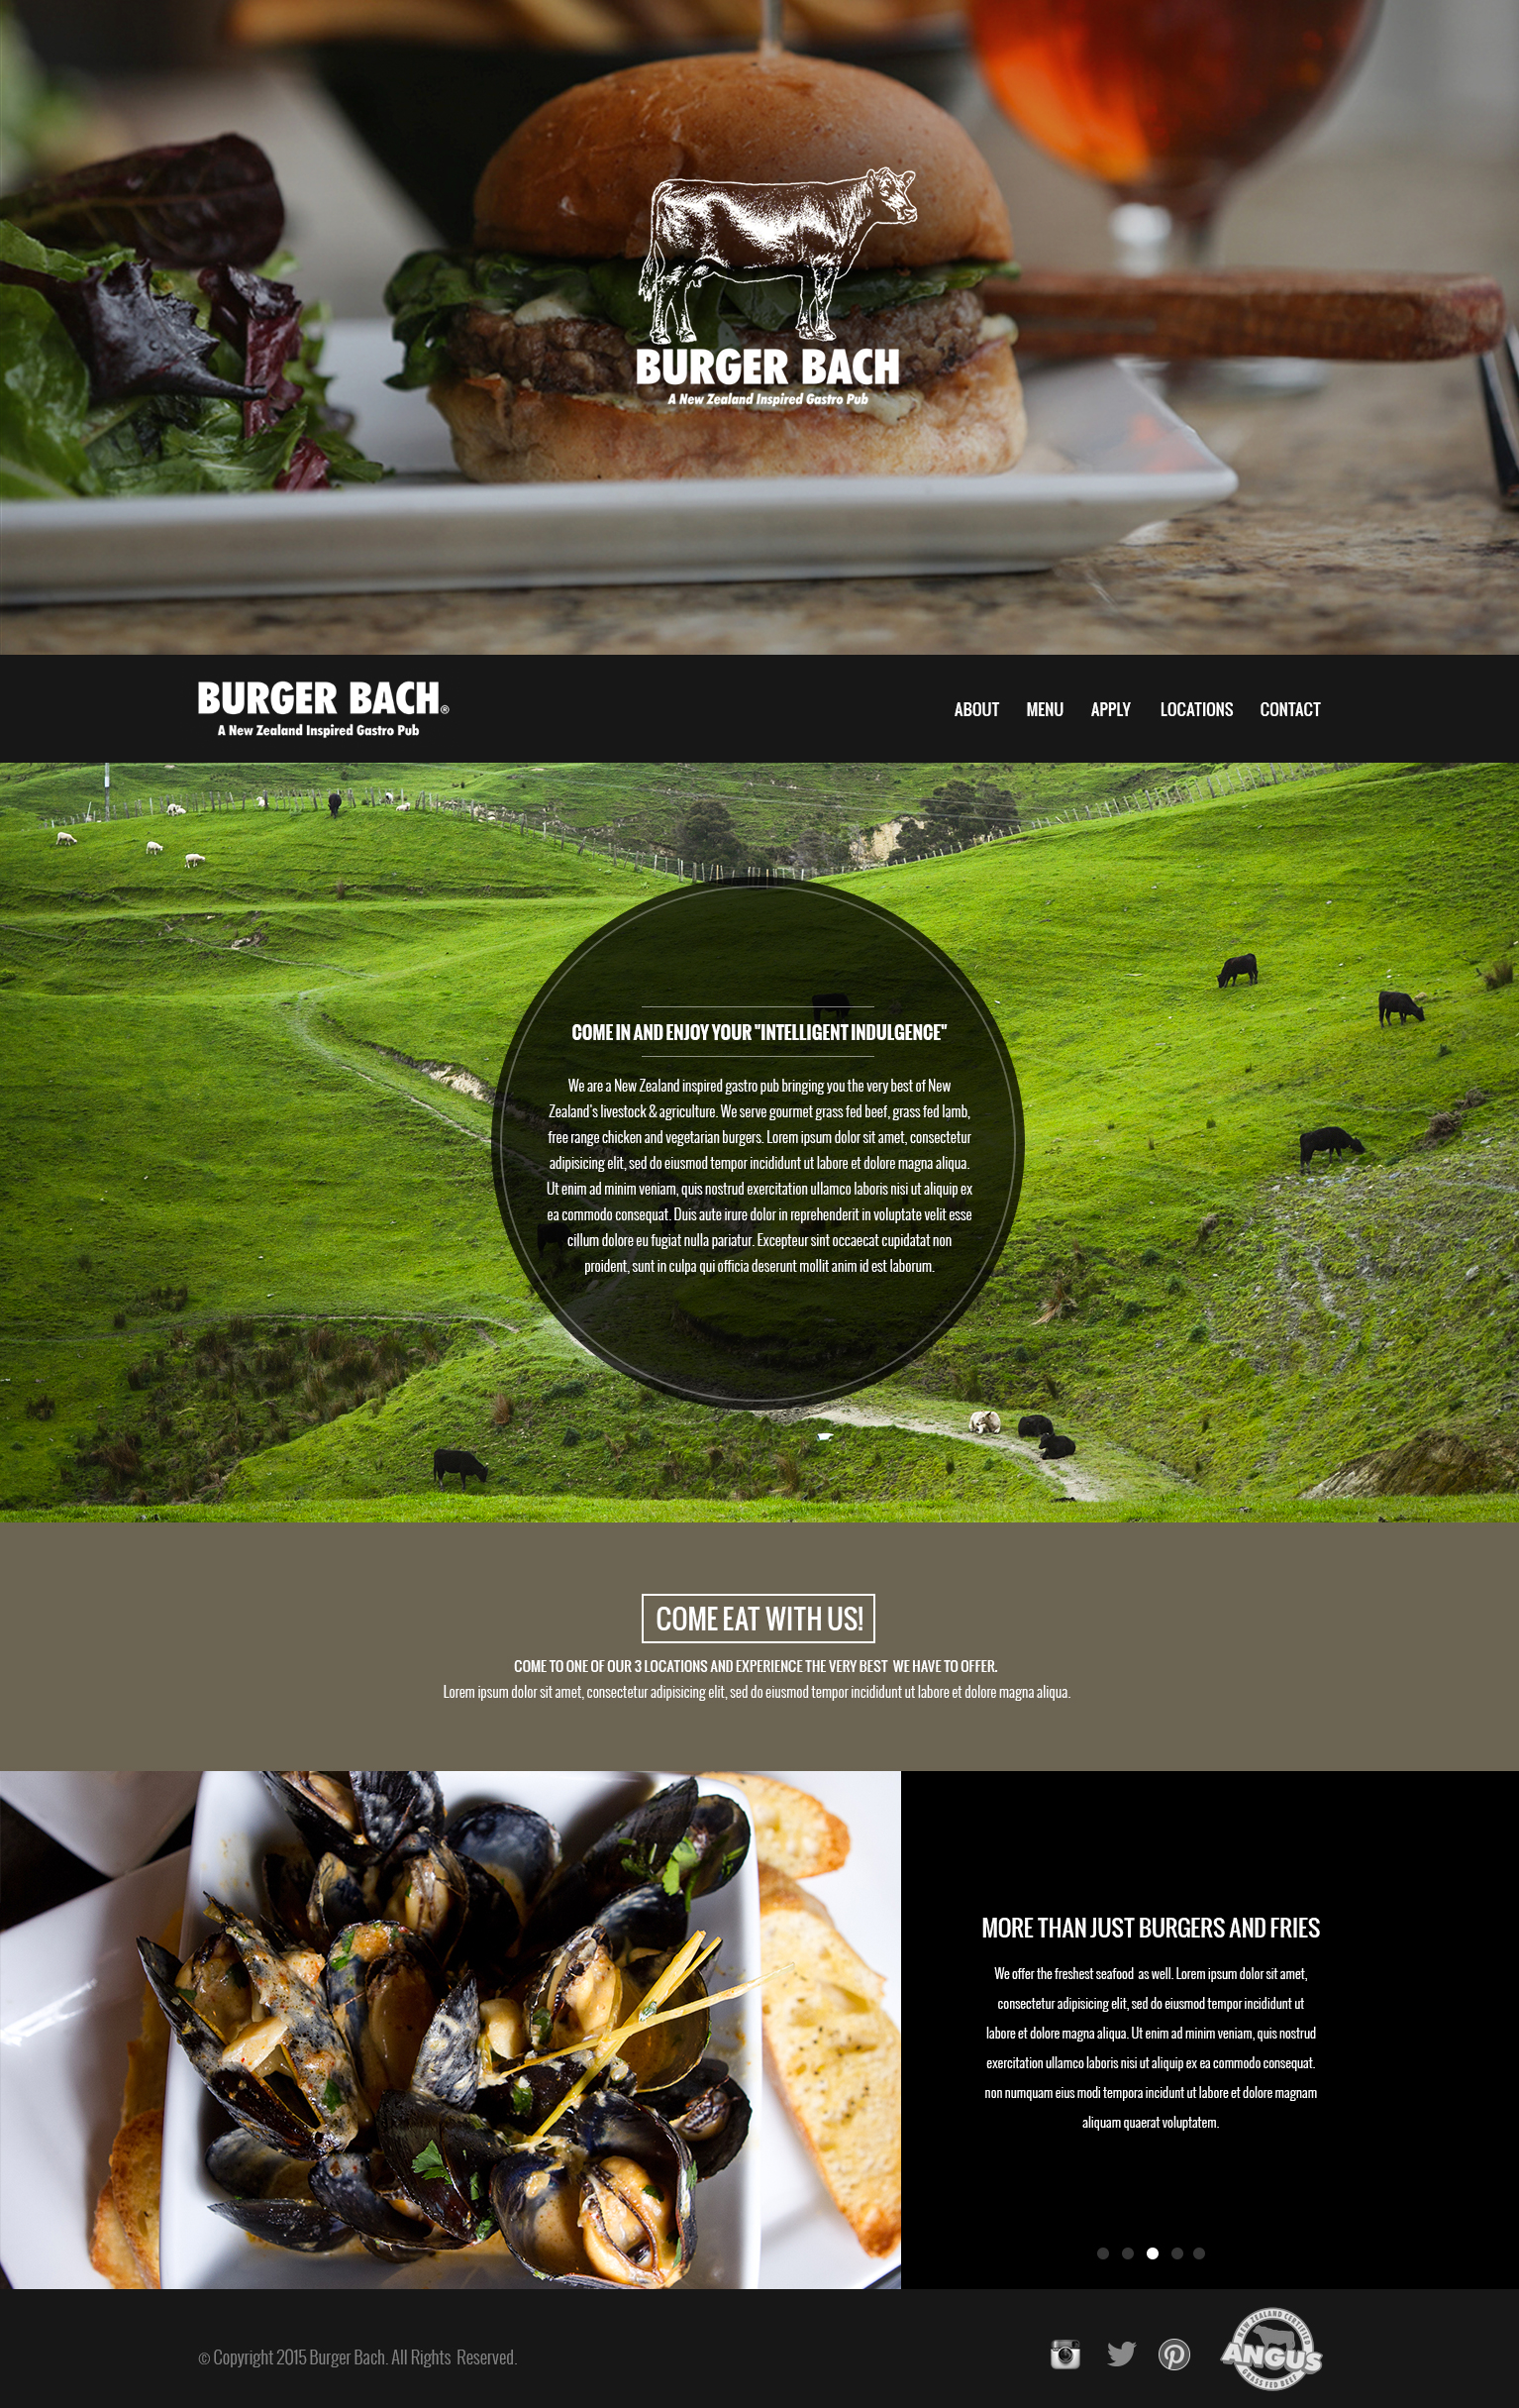 BURGER BACH
A New Zealand Inspired Gastro Pub
BURGER BACH®
A New Zealand Inspired Gastro Pub
ABOUT MENU APPLY LOCATIONS CONTACT
COME IN AND ENJOY YOUR "INTELLIGENT INDULGENCE"
We are a New Zealand inspired gastro pub bringing you the very best of New
Zealand's livestock & agriculture. We serve gourmet grass fed beef, grass fed lamb,
free range chicken and vegetarian burgers. Lorem ipsum dolor sit amet, consectetur
adipisicing elit, sed do eiusmod tempor incididunt ut labore et dolore magna aliqua.
Ut enim ad minim veniam, quis nostrud exercitation ullamco laboris nisi ut aliquip ex
ea commodo consequat. Duis aute irure dolor in reprehenderit in voluptate velit esse
cillum dolore eu fugiat nulla pariatur. Excepteur sint occaecat cupidatat non
proident, sunt in culpa qui officia deserunt mollit anim id est laborum.
COME EAT WITH US!
COME TO ONE OF OUR 3 LOCATIONS AND EXPERIENCE THE VERY BEST WE HAVE TO OFFER.
Lorem ipsum dolor sit amet, consectetur adipisicing elit, sed do eiusmod tempor incididunt ut labore et dolore magna aliqua.
MORE THAN JUST BURGERS AND FRIES
We offer the freshest seafood as well. Lorem ipsum dolor sit amet,
consectetur adipisicing elit, sed do eiusmod tempor incididunt ut
labore et dolore magna aliqua. Ut enim ad minim veniam, quis nostrud
exercitation ullamco laboris nisi ut aliquip ex ea commodo consequat.
non numquam eius modi tempora incidunt ut labore et dolore magnam
aliquam quaerat voluptatem.
© Copyright 2015 Burger Bach. All Rights Reserved.
NEW ZEALAND CERTIFIED
ANGUS
GRASS FED BEEF